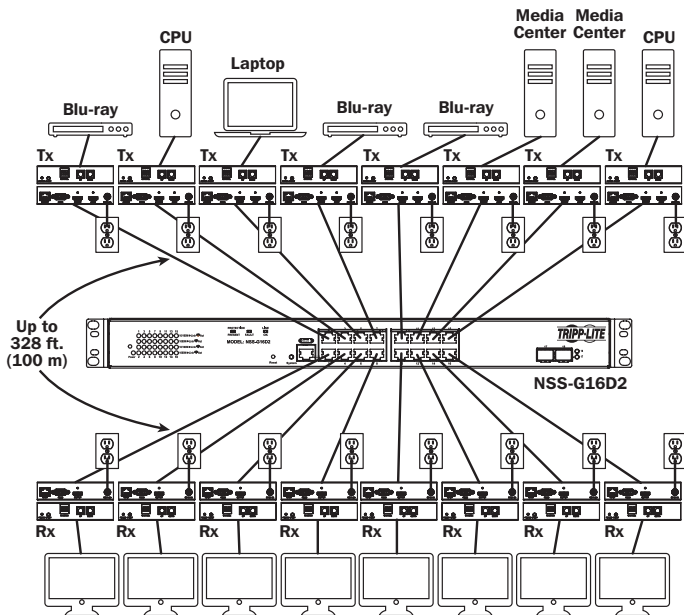 Media Center
Media Center
CPU
CPU
Laptop
Blu-ray
Blu-ray
Blu-ray
Tx
Tx
Tx
Tx
Tx
Tx
Tx
Tx
Up to
328 ft.
(100 m)
MODEL: NSS-G16D2
TRIPP-LITE
NSS-G16D2
Rx
Rx
Rx
Rx
Rx
Rx
Rx
Rx